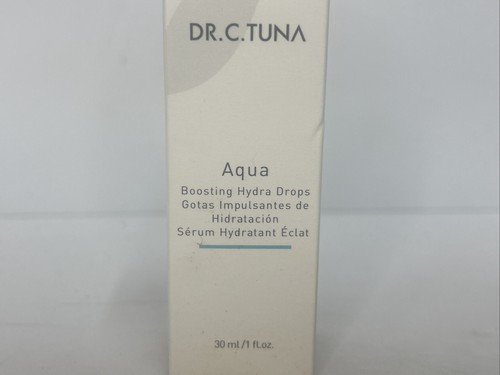 DR.C.TUNA
Aqua
Boosting Hydra Drops
Gotas Impulsantes de
Hidratación
Sérum Hydratant Éclat
30 ml/1 fl.oz.